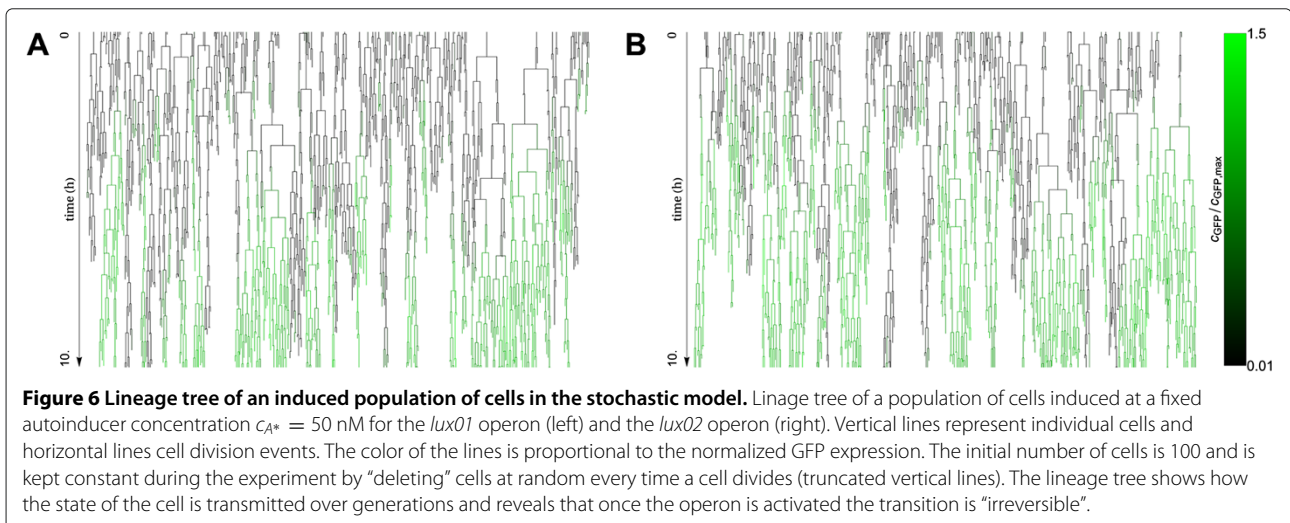 A
B
0
0
1.5
time (h)
time (h)
c_GFP / c_GFP,max
10.
10.
0.01
Figure 6 Lineage tree of an induced population of cells in the stochastic model. Linage tree of a population of cells induced at a fixed
autoinducer concentration c_A* = 50 nM for the lux01 operon (left) and the lux02 operon (right). Vertical lines represent individual cells and
horizontal lines cell division events. The color of the lines is proportional to the normalized GFP expression. The initial number of cells is 100 and is
kept constant during the experiment by “deleting” cells at random every time a cell divides (truncated vertical lines). The lineage tree shows how
the state of the cell is transmitted over generations and reveals that once the operon is activated the transition is “irreversible”.